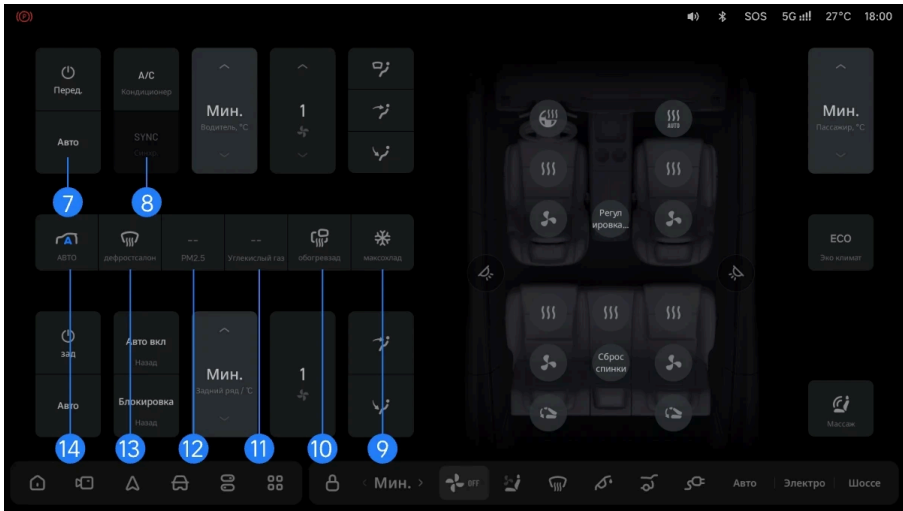 (P)
SOS 5G 27°C 18:00
Перед.
Авто
A/C
Кондиционер
SYNC
Мин.
Водитель, °C
1
7
8
AUTO
Мин.
Пассажир, °C
A
АВТО
дефростсалон
--
PM2.5
--
Углекислый газ
обогревзад
максохлад
Регул
ировка...
ECO
Эко климат
зад
Авто
Авто вкл
Назад
Блокировка
Назад
Мин.
Задний ряд / °C
1
Сброс
спинки
Массаж
14
13
12
11
10
9
< Мин. >
OFF
Авто
Электро
Шоссе